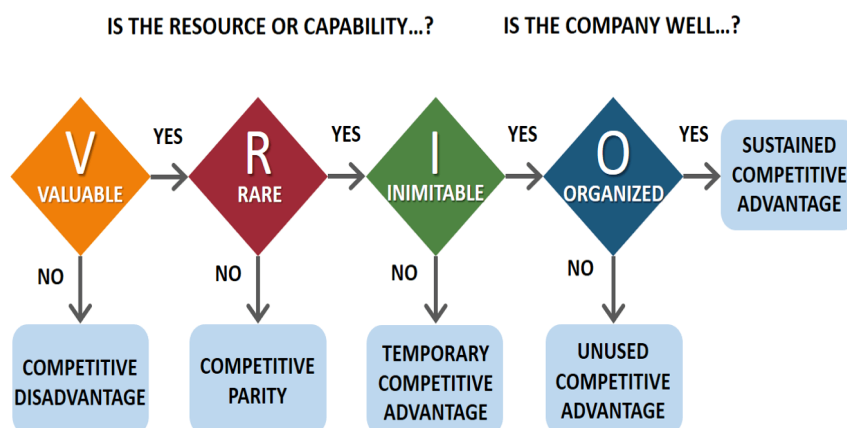 IS THE RESOURCE OR CAPABILITY...?
IS THE COMPANY WELL...?
V
VALUABLE
YES
R
RARE
YES
I
INIMITABLE
YES
O
ORGANIZED
YES
SUSTAINED
COMPETITIVE
ADVANTAGE
NO
NO
NO
NO
COMPETITIVE
DISADVANTAGE
COMPETITIVE
PARITY
TEMPORARY
COMPETITIVE
ADVANTAGE
UNUSED
COMPETITIVE
ADVANTAGE